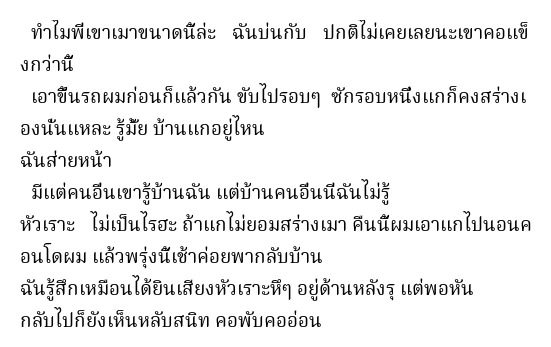 ทำไมพีเขาเมาขนาดนี้ล่ะ ฉันบ่นกับ ปกติไม่เคยเลยนะเขาคอแข็
งกว่านี้
เอาขึ้นรถผมก่อนก็แล้วกัน ขับไปรอบๆ ซักรอบหนึ่งแกก็คงสร่างเ
องนั่นแหละ รู้มั้ย บ้านแกอยู่ไหน
ฉันส่ายหน้า
มีแต่คนอื่นเขารู้บ้านฉัน แต่บ้านคนอื่นนี่ฉันไม่รู้
หัวเราะ ไม่เป็นไรฮะ ถ้าแกไม่ยอมสร่างเมา คืนนี้ผมเอาแกไปนอนค
อนโดผม แล้วพรุ่งนี้เช้าค่อยพากลับบ้าน
ฉันรู้สึกเหมือนได้ยินเสียงหัวเราะหึๆ อยู่ด้านหลังรุ แต่พอหัน
กลับไปก็ยังเห็นหลับสนิท คอพับคออ่อน